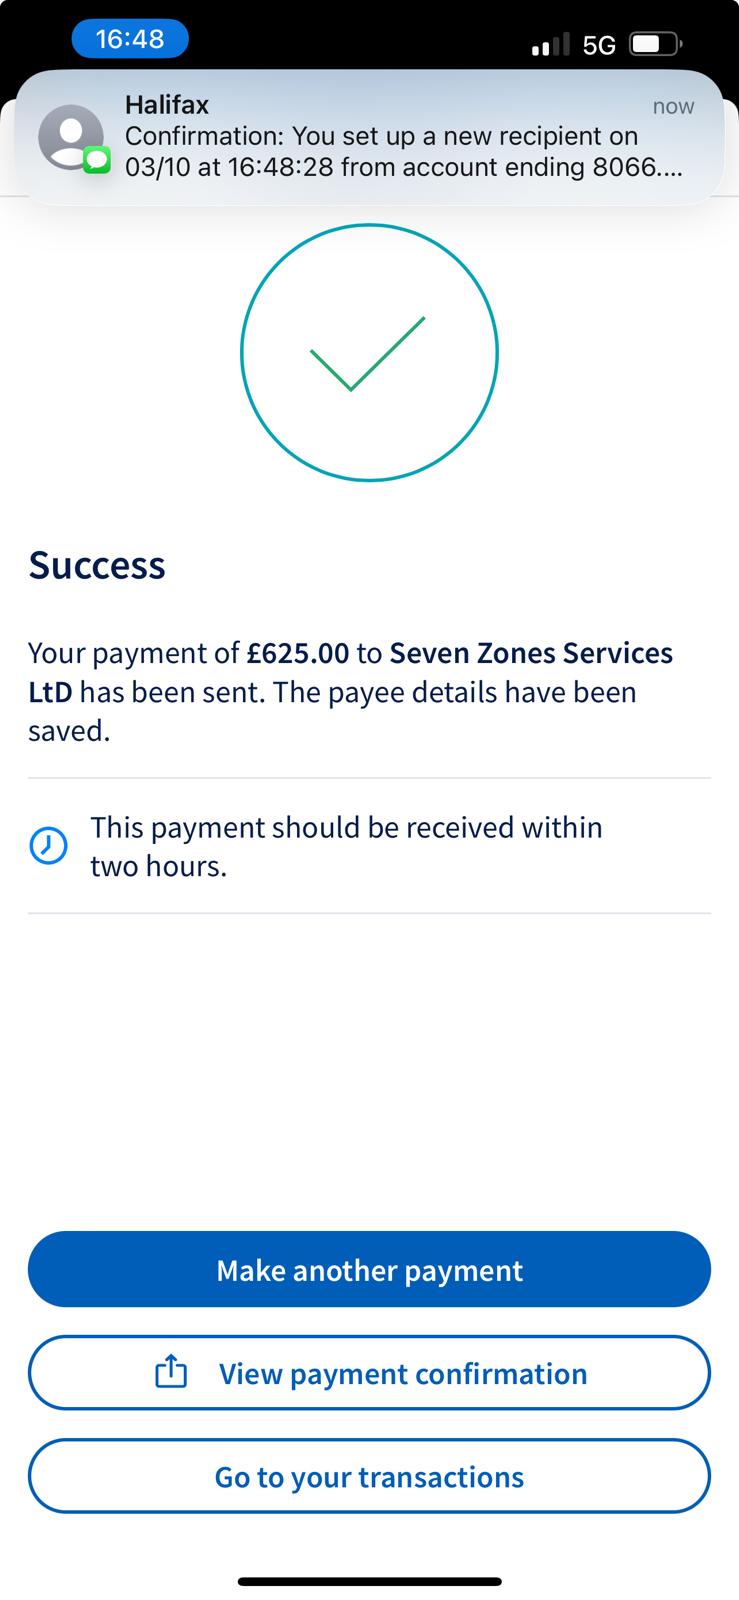 16:48
5G
Halifax
now
Confirmation: You set up a new recipient on
03/10 at 16:48:28 from account ending 8066....
Success
Your payment of £625.00 to Seven Zones Services
LtD has been sent. The payee details have been
saved.
This payment should be received within
two hours.
Make another payment
View payment confirmation
Go to your transactions